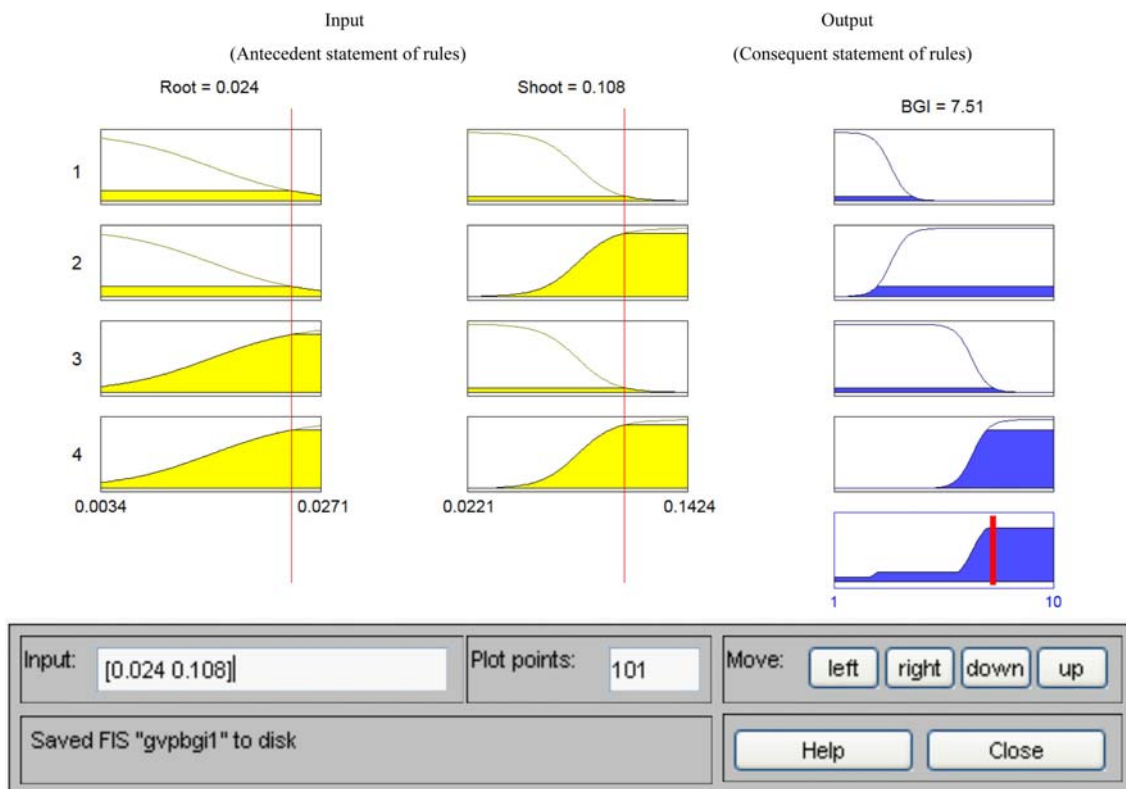 Input Output
(Antecedent statement of rules) (Consequent statement of rules)
Root = 0.024 Shoot = 0.108 BGI = 7.51
1
2
3
4
0.0034 0.0271 0.0221 0.1424
1 10
Input: [0.024 0.108] Plot points: 101 Move: left right down up
Saved FIS "gvpbgi1" to disk Help Close